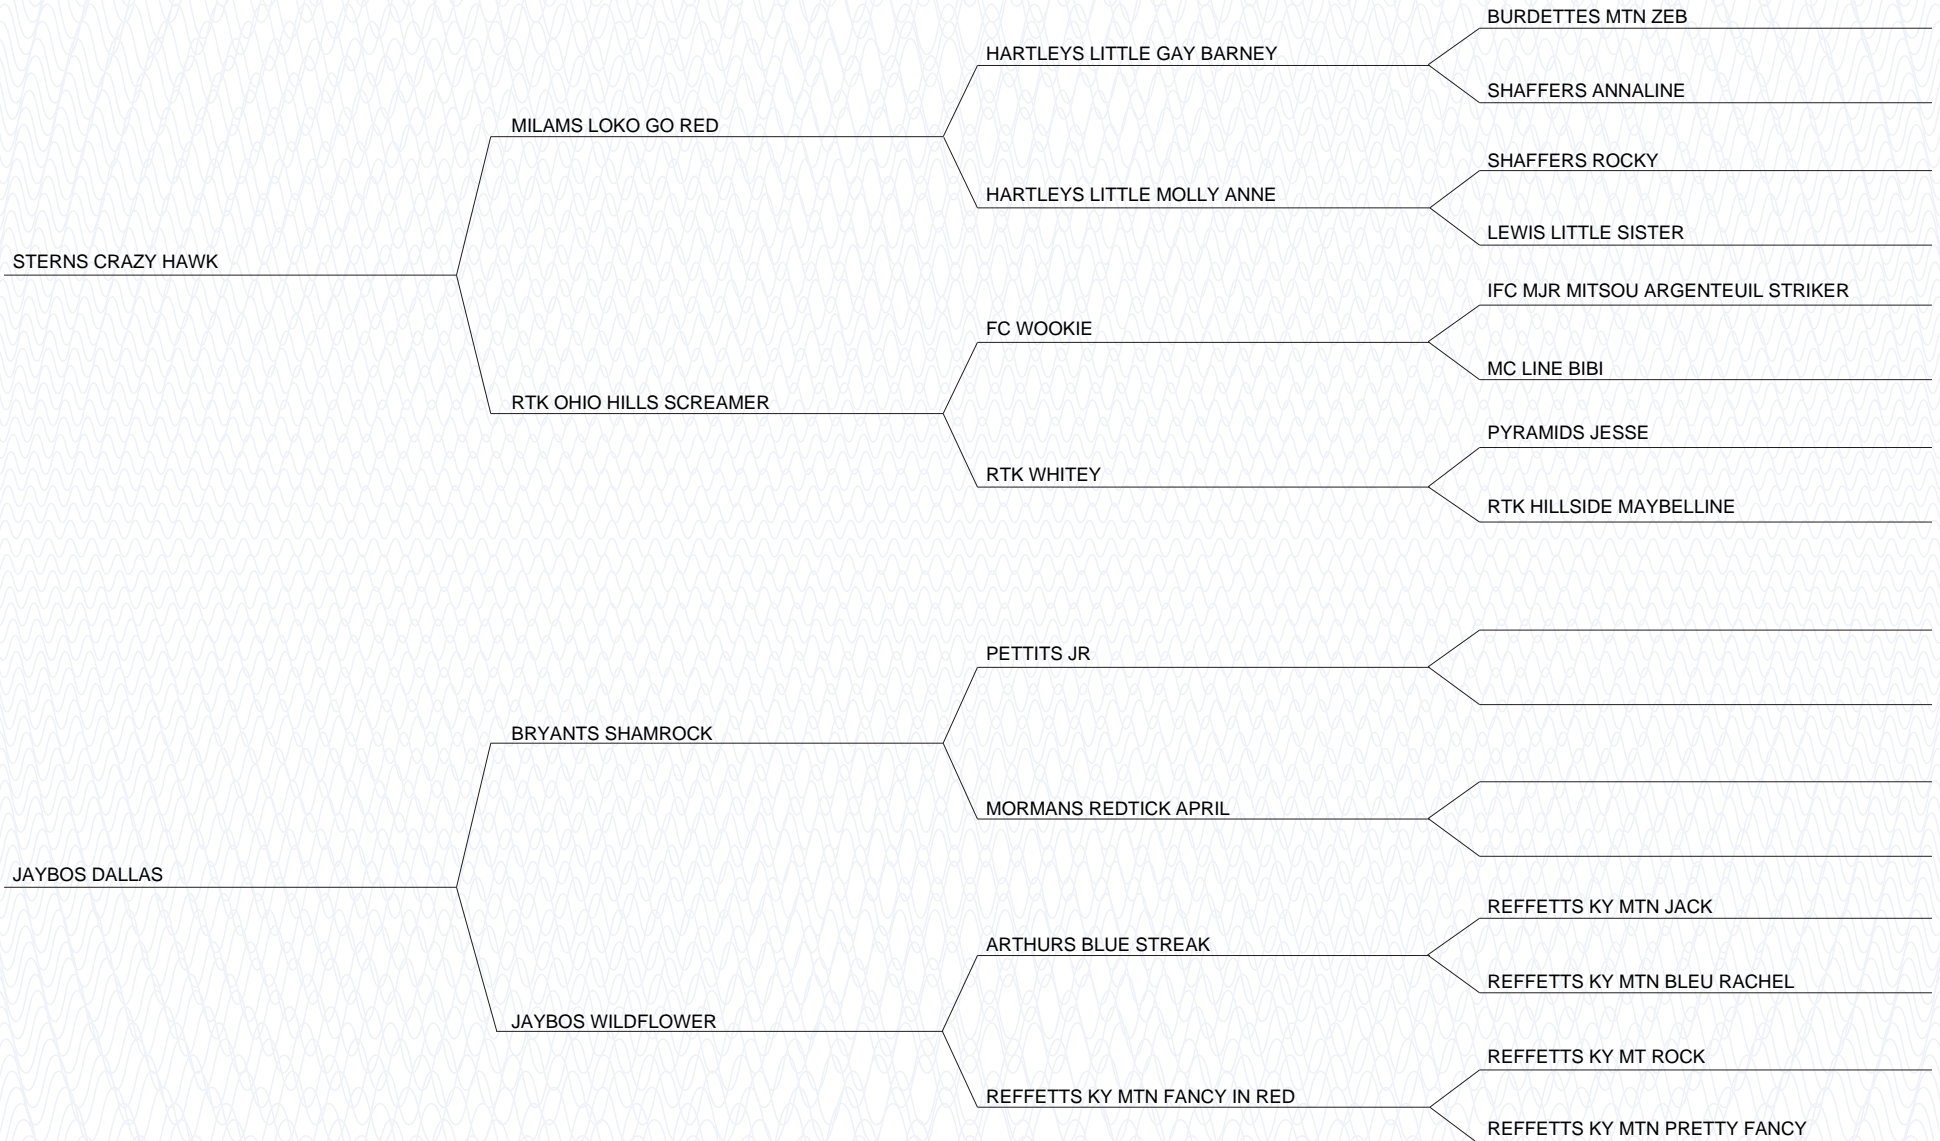 BURDETTES MTN ZEB
HARTLEYS LITTLE GAY BARNEY
SHAFFERS ANNALINE
MILAMS LOKO GO RED
SHAFFERS ROCKY
HARTLEYS LITTLE MOLLY ANNE
LEWIS LITTLE SISTER
STERNS CRAZY HAWK
IFC MJR MITSOU ARGENTEUIL STRIKER
FC WOOKIE
MC LINE BIBI
RTK OHIO HILLS SCREAMER
PYRAMIDS JESSE
RTK WHITEY
RTK HILLSIDE MAYBELLINE
PETTITS JR
BRYANTS SHAMROCK
MORMANS REDTICK APRIL
JAYBOS DALLAS
REFFETTS KY MTN JACK
ARTHURS BLUE STREAK
REFFETTS KY MTN BLEU RACHEL
JAYBOS WILDFLOWER
REFFETTS KY MT ROCK
REFFETTS KY MTN FANCY IN RED
REFFETTS KY MTN PRETTY FANCY